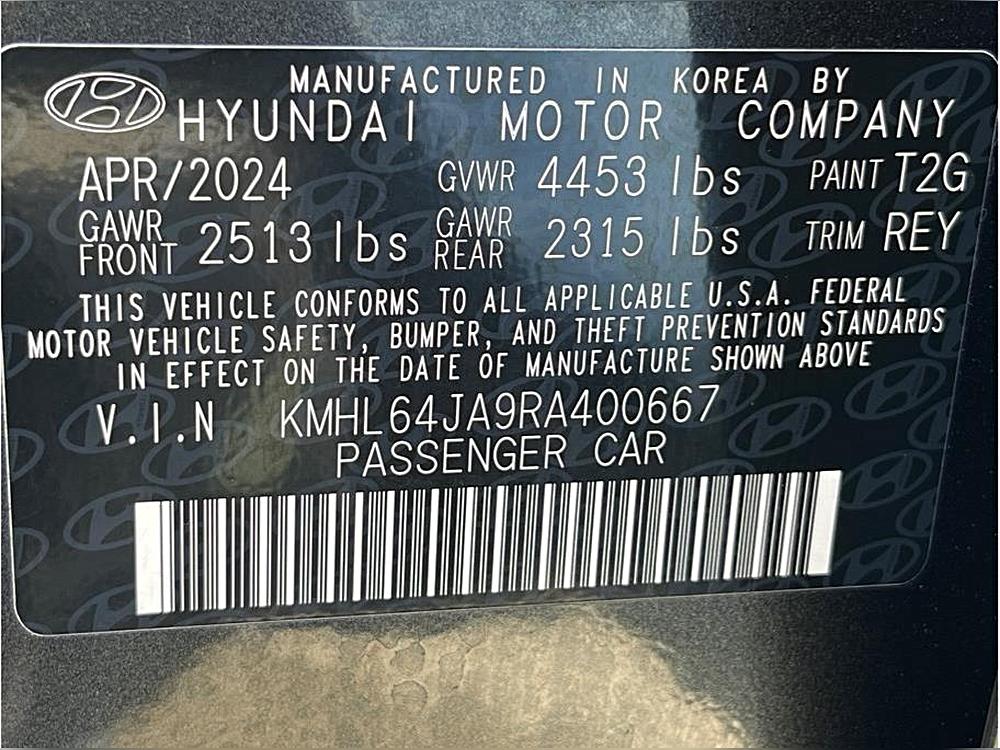 MANUFACTURED IN KOREA BY
HYUNDAI MOTOR COMPANY
APR/2024 GVWR 4453 lbs PAINT T2G
GAWR FRONT 2513 lbs GAWR REAR 2315 lbs TRIM REY
THIS VEHICLE CONFORMS TO ALL APPLICABLE U.S.A. FEDERAL
MOTOR VEHICLE SAFETY, BUMPER, AND THEFT PREVENTION STANDARDS
IN EFFECT ON THE DATE OF MANUFACTURE SHOWN ABOVE
V.I.N KMHL64JA9RA400667
PASSENGER CAR